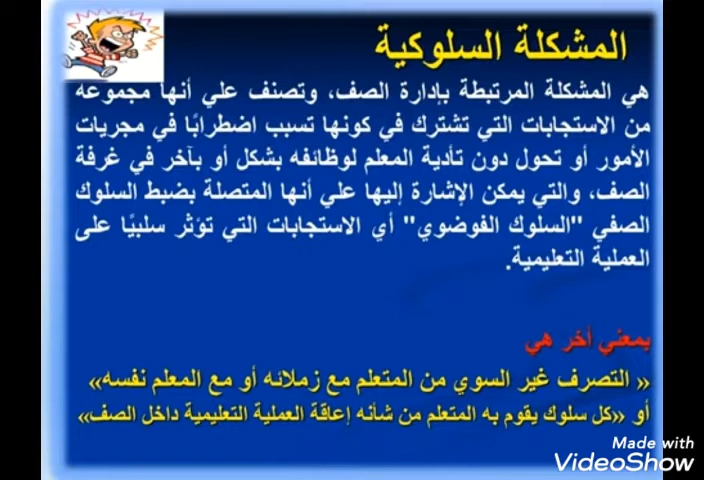 المشكلة السلوكية
هي المشكلة المرتبطة بإدارة الصف، وتصنف علي أنها مجموعه
من الاستجابات التي تشترك في كونها تسبب اضطرابًا في مجريات
الأمور أو تحول دون تأدية المعلم لوظائفه بشكل أو بآخر في غرفة
الصف، والتي يمكن الإشارة إليها علي أنها المتصلة بضبط السلوك
الصفي "السلوك الفوضوي" أي الاستجابات التي تؤثر سلبيًا على
العملية التعليمية.
بمعني أخر هي
« التصرف غير السوي من المتعلم مع زملائه أو مع المعلم نفسه»
أو «كل سلوك يقوم به المتعلم من شأنه إعاقة العملية التعليمية داخل الصف»
Made with
VideoShow